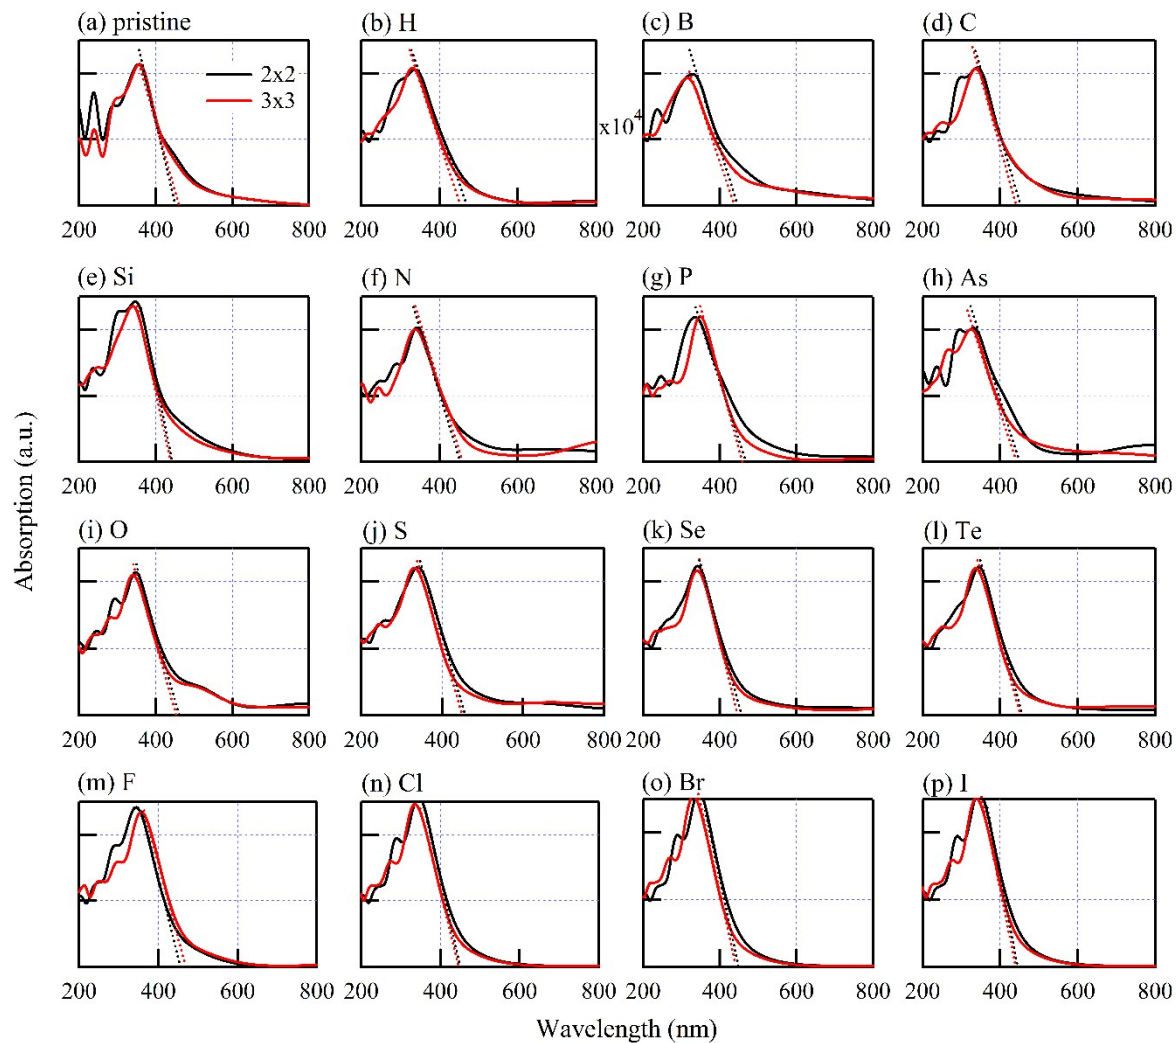 (a) pristine (b) H (c) B (d) C
2x2
3x3
x10⁴
200 400 600 800 200 400 600 800 200 400 600 800 200 400 600 800
(e) Si (f) N (g) P (h) As
200 400 600 800 200 400 600 800 200 400 600 800 200 400 600 800
Absorption (a.u.)
(i) O (j) S (k) Se (l) Te
200 400 600 800 200 400 600 800 200 400 600 800 200 400 600 800
(m) F (n) Cl (o) Br (p) I
200 400 600 800 200 400 600 800 200 400 600 800 200 400 600 800
Wavelength (nm)